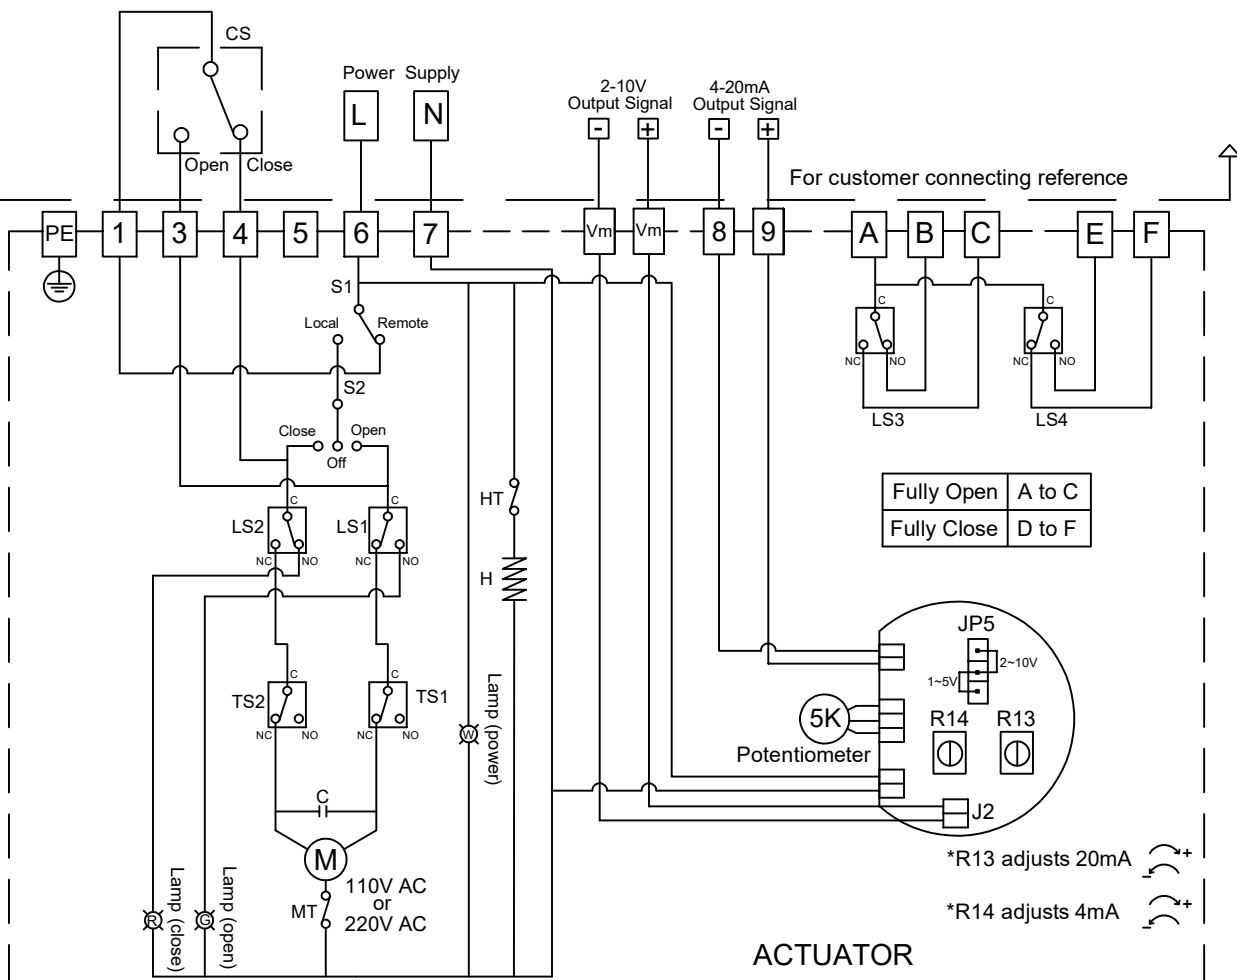 CS
Power Supply
L N
Open Close
2-10V
Output Signal
- +
4-20mA
Output Signal
- +
For customer connecting reference
PE 1 3 4 5 6 7 Vm Vm 8 9 A B C E F
S1
Local Remote
S2
Close Open
Off
C
NC NO
LS3
C
NC NO
LS4
Fully Open A to C
Fully Close D to F
C
LS2
NC NO
C
LS1
NC NO
HT
H
C
TS2
NC NO
C
TS1
NC NO
Lamp (power)
W
C
M
110V AC
or
220V AC
MT
R
Lamp (close)
G
Lamp (open)
JP5
2~10V
1~5V
5K
Potentiometer
R14 R13
J2
*R13 adjusts 20mA
+
-
*R14 adjusts 4mA
+
-
ACTUATOR